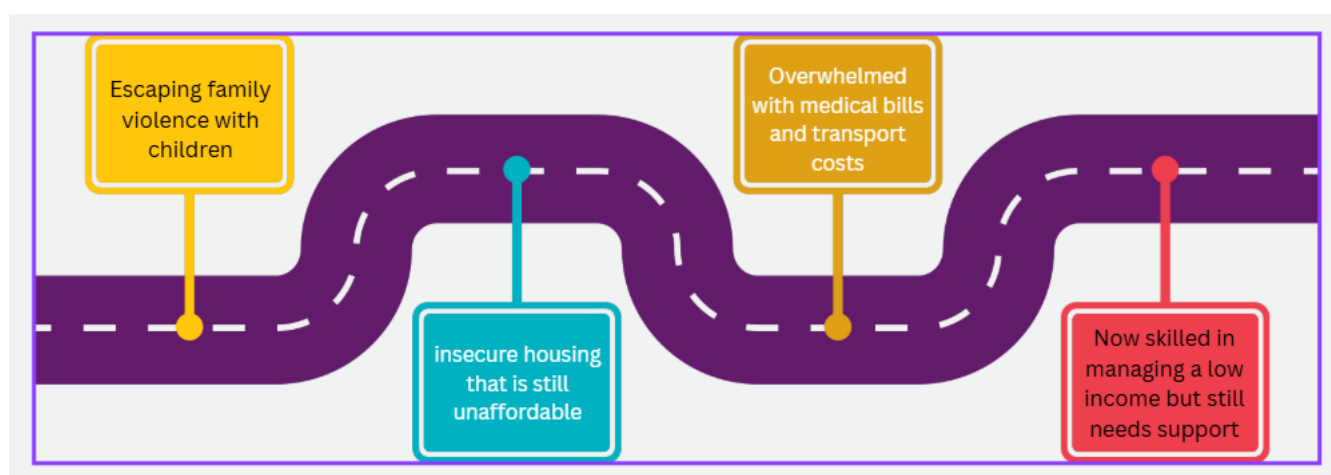 Escaping family
violence with
children
insecure housing
that is still
unaffordable
Overwhelmed
with medical bills
and transport
costs
Now skilled in
managing a low
income but still
needs support